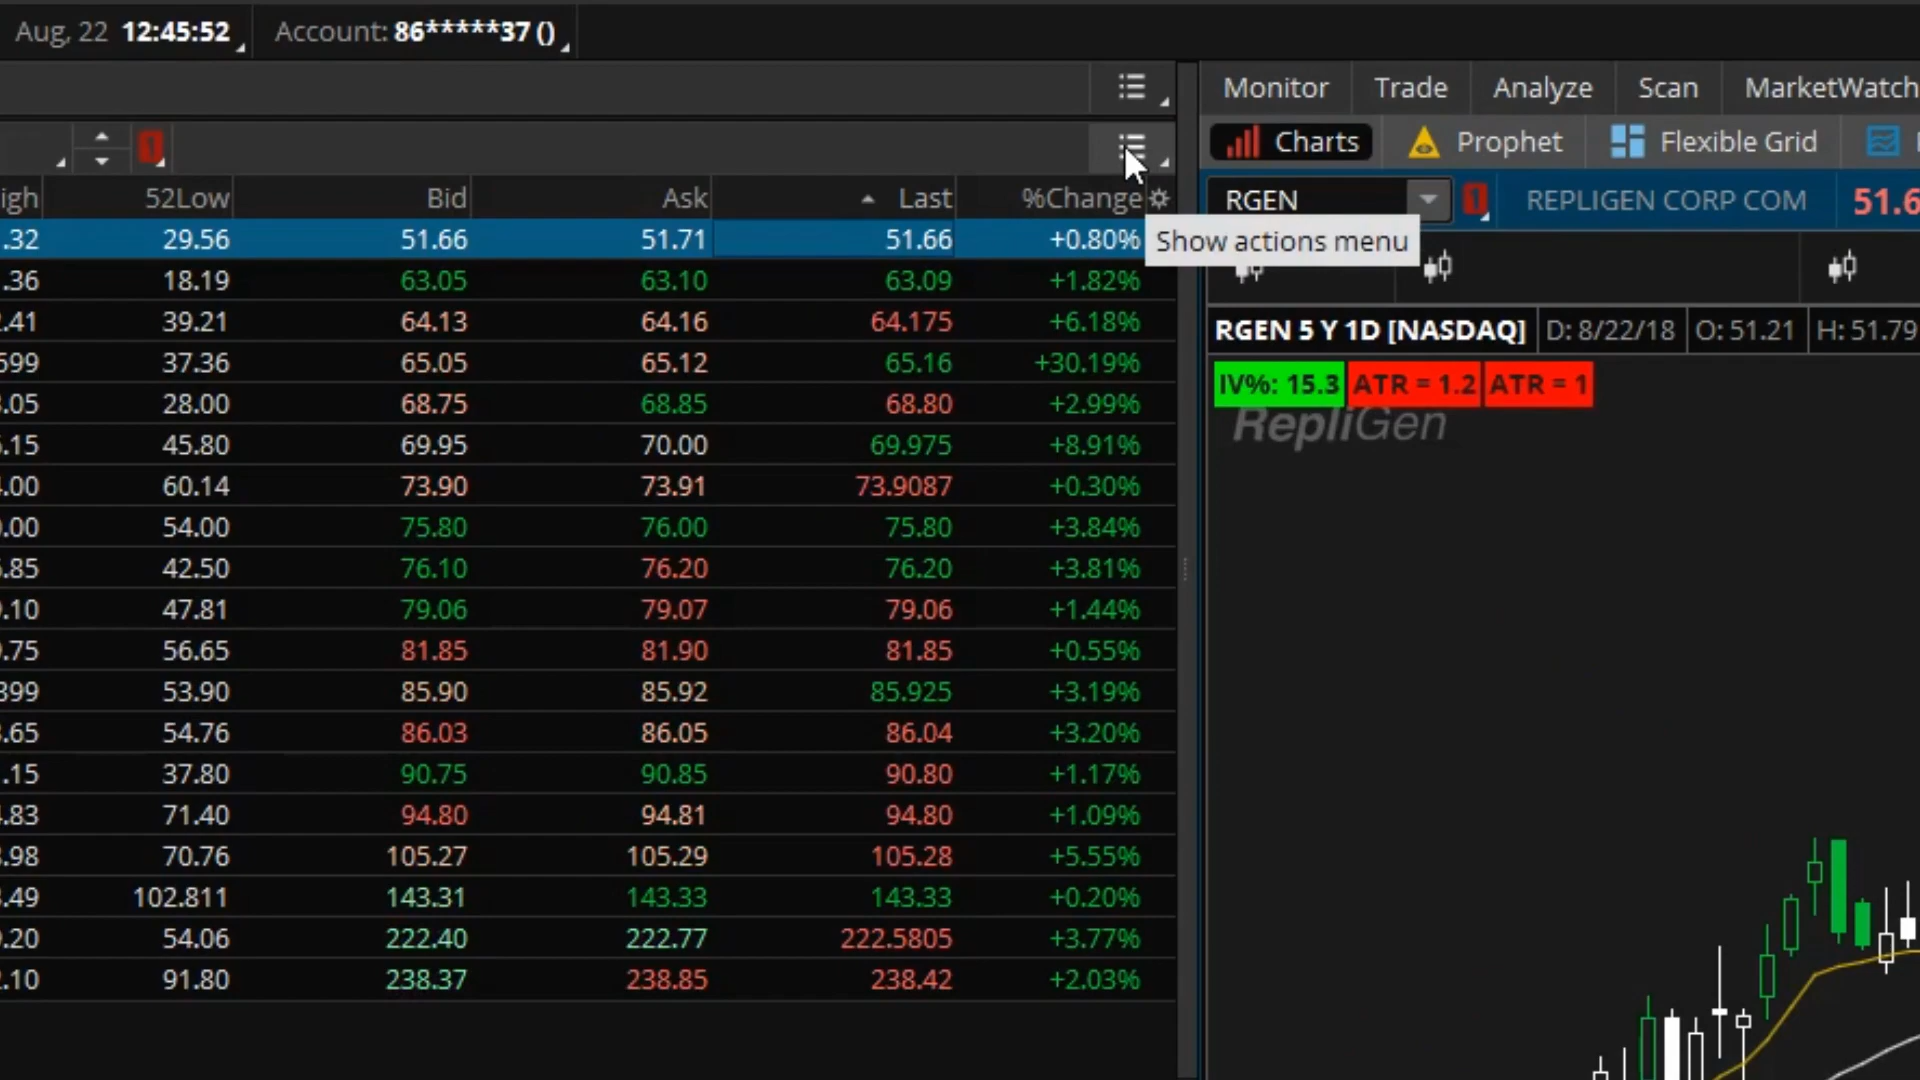 Aug, 22 12:45:52 Account: 86*****37 ()
Monitor Trade Analyze Scan MarketWatch
1 Charts Prophet Flexible Grid
igh 52Low Bid Ask Last %Change
RGEN 1 REPLIGEN CORP COM 51.6
.32 29.56 51.66 51.71 51.66 +0.80%
Show actions menu
.36 18.19 63.05 63.10 63.09 +1.82%
.41 39.21 64.13 64.16 64.175 +6.18%
RGEN 5 Y 1D [NASDAQ] D: 8/22/18 O: 51.21 H: 51.79
599 37.36 65.05 65.12 65.16 +30.19%
IV%: 15.3 ATR = 1.2 ATR = 1
.05 28.00 68.75 68.85 68.80 +2.99%
RepliGen
.15 45.80 69.95 70.00 69.975 +8.91%
.00 60.14 73.90 73.91 73.9087 +0.30%
.00 54.00 75.80 76.00 75.80 +3.84%
.85 42.50 76.10 76.20 76.20 +3.81%
.10 47.81 79.06 79.07 79.06 +1.44%
.75 56.65 81.85 81.90 81.85 +0.55%
399 53.90 85.90 85.92 85.925 +3.19%
.65 54.76 86.03 86.05 86.04 +3.20%
.15 37.80 90.75 90.85 90.80 +1.17%
.83 71.40 94.80 94.81 94.80 +1.09%
.98 70.76 105.27 105.29 105.28 +5.55%
.49 102.811 143.31 143.33 143.33 +0.20%
.20 54.06 222.40 222.77 222.5805 +3.77%
.10 91.80 238.37 238.85 238.42 +2.03%